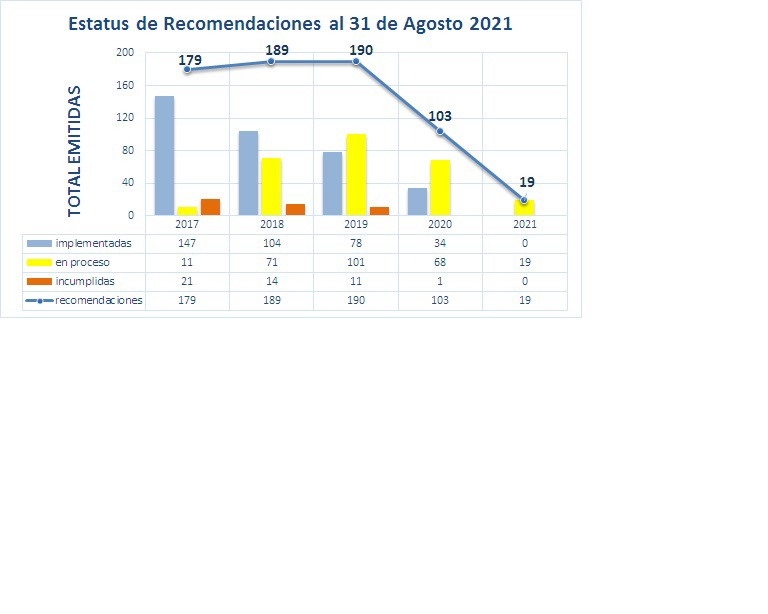 Estatus de Recomendaciones al 31 de Agosto 2021
TOTAL EMITIDAS
200
160
120
80
40
0
179
189
190
103
19
2017 2018 2019 2020 2021
implementadas 147 104 78 34 0
en proceso 11 71 101 68 19
incumplidas 21 14 11 1 0
recomendaciones 179 189 190 103 19